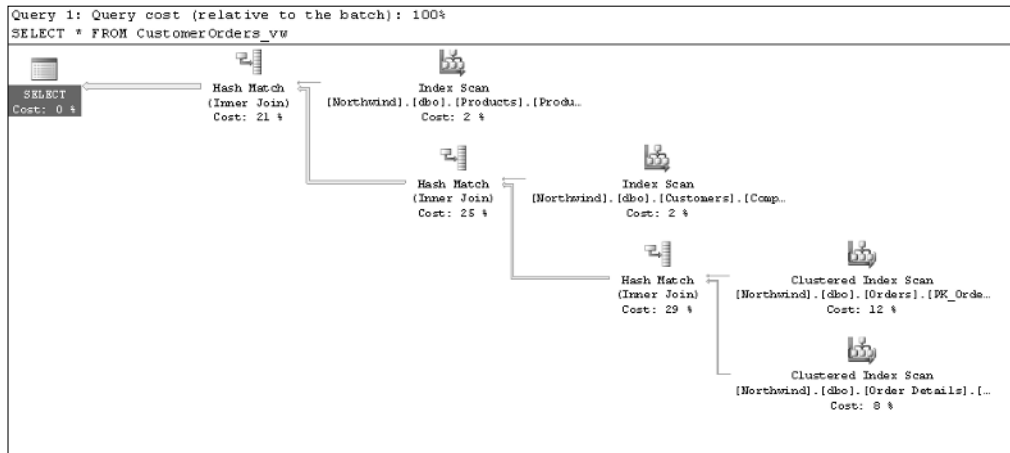 Query 1: Query cost (relative to the batch): 100%
SELECT * FROM CustomerOrders_vw
SELECT
Cost: 0 %
Hash Match
(Inner Join)
Cost: 21 %
Index Scan
[Northwind].[dbo].[Products].[Produ…
Cost: 2 %
Hash Match
(Inner Join)
Cost: 25 %
Index Scan
[Northwind].[dbo].[Customers].[Comp…
Cost: 2 %
Hash Match
(Inner Join)
Cost: 29 %
Clustered Index Scan
[Northwind].[dbo].[Orders].[PK_Orde…
Cost: 12 %
Clustered Index Scan
[Northwind].[dbo].[Order Details].[…
Cost: 8 %